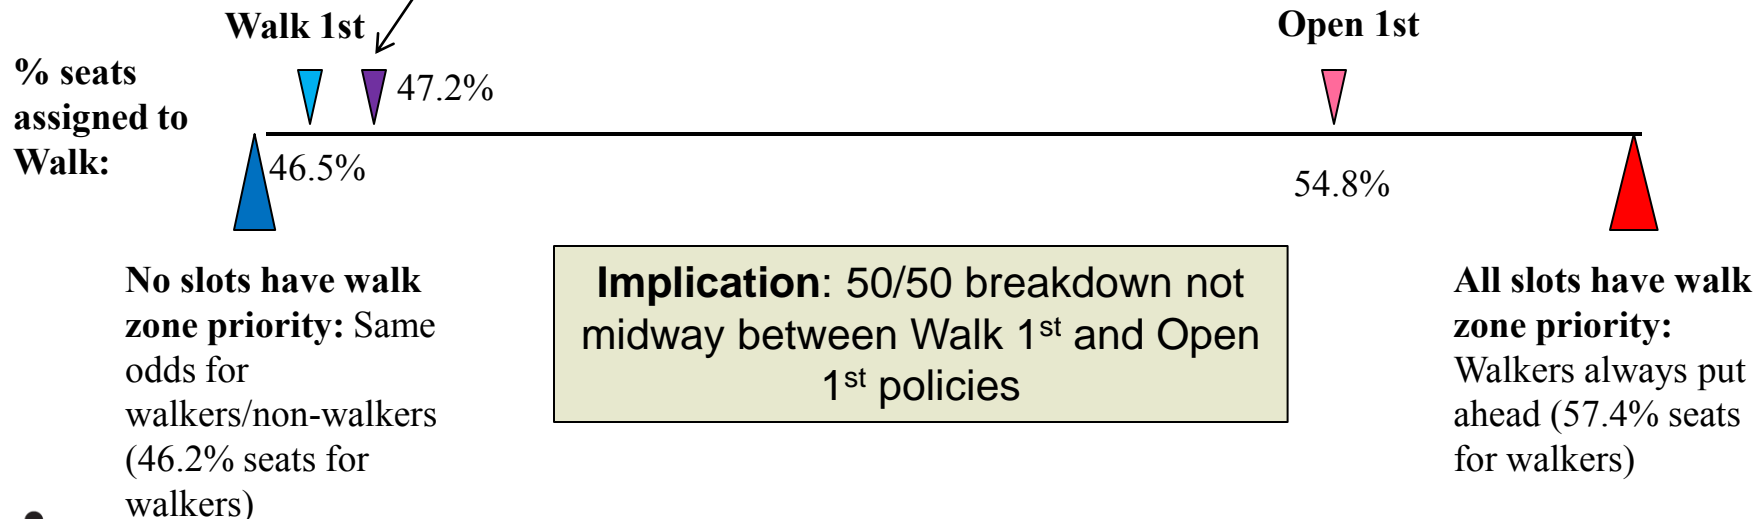 Walk 1st
Open 1st
% seats
assigned to
Walk:
47.2%
46.5%
54.8%
No slots have walk
zone priority: Same
odds for
walkers/non-walkers
(46.2% seats for
walkers)
Implication: 50/50 breakdown not
midway between Walk 1st and Open
1st policies
All slots have walk
zone priority:
Walkers always put
ahead (57.4% seats
for walkers)